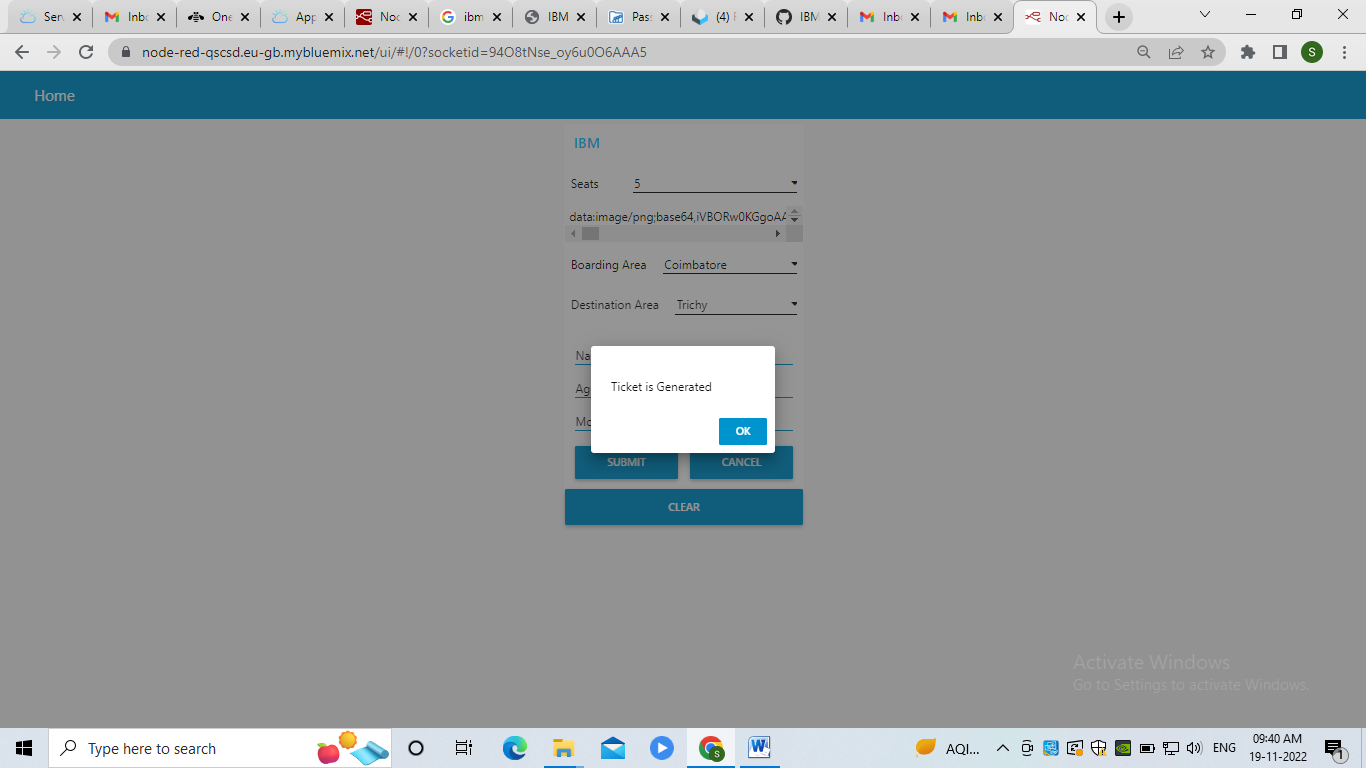 Ser
Inbo
One
App
Noc
ibm
IBM
Pass
(4) F
IBM
Inb
Inb
Noc
node-red-qscsd.eu-gb.mybluemix.net/ui/#!/0?socketid=94O8tNse_oy6u0O6AAA5
S
Home
IBM
Seats 5
data:image/png;base64,iVBORw0KGgoAA
Boarding Area Coimbatore
Destination Area Trichy
Na
Ag
Mo
Ticket is Generated
OK
SUBMIT CANCEL
CLEAR
Activate Windows
Go to Settings to activate Windows.
Type here to search
AQI...
ENG
09:40 AM
19-11-2022
1